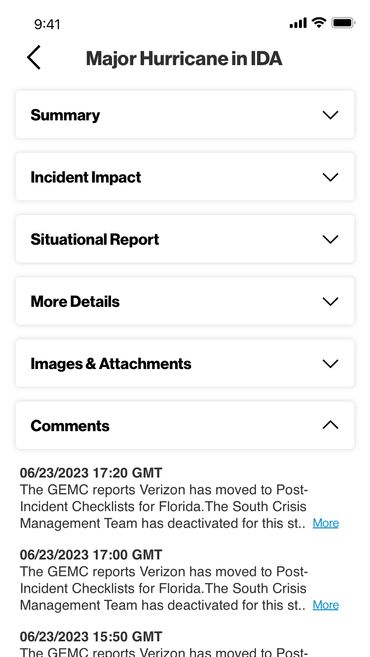 9:41
Major Hurricane in IDA
Summary
Incident Impact
Situational Report
More Details
Images & Attachments
Comments
06/23/2023 17:20 GMT
The GEMC reports Verizon has moved to Post-
Incident Checklists for Florida.The South Crisis
Management Team has deactivated for this st.. More
06/23/2023 17:00 GMT
The GEMC reports Verizon has moved to Post-
Incident Checklists for Florida.The South Crisis
Management Team has deactivated for this st.. More
06/23/2023 15:50 GMT
The GEMC reports Verizon has moved to Post-